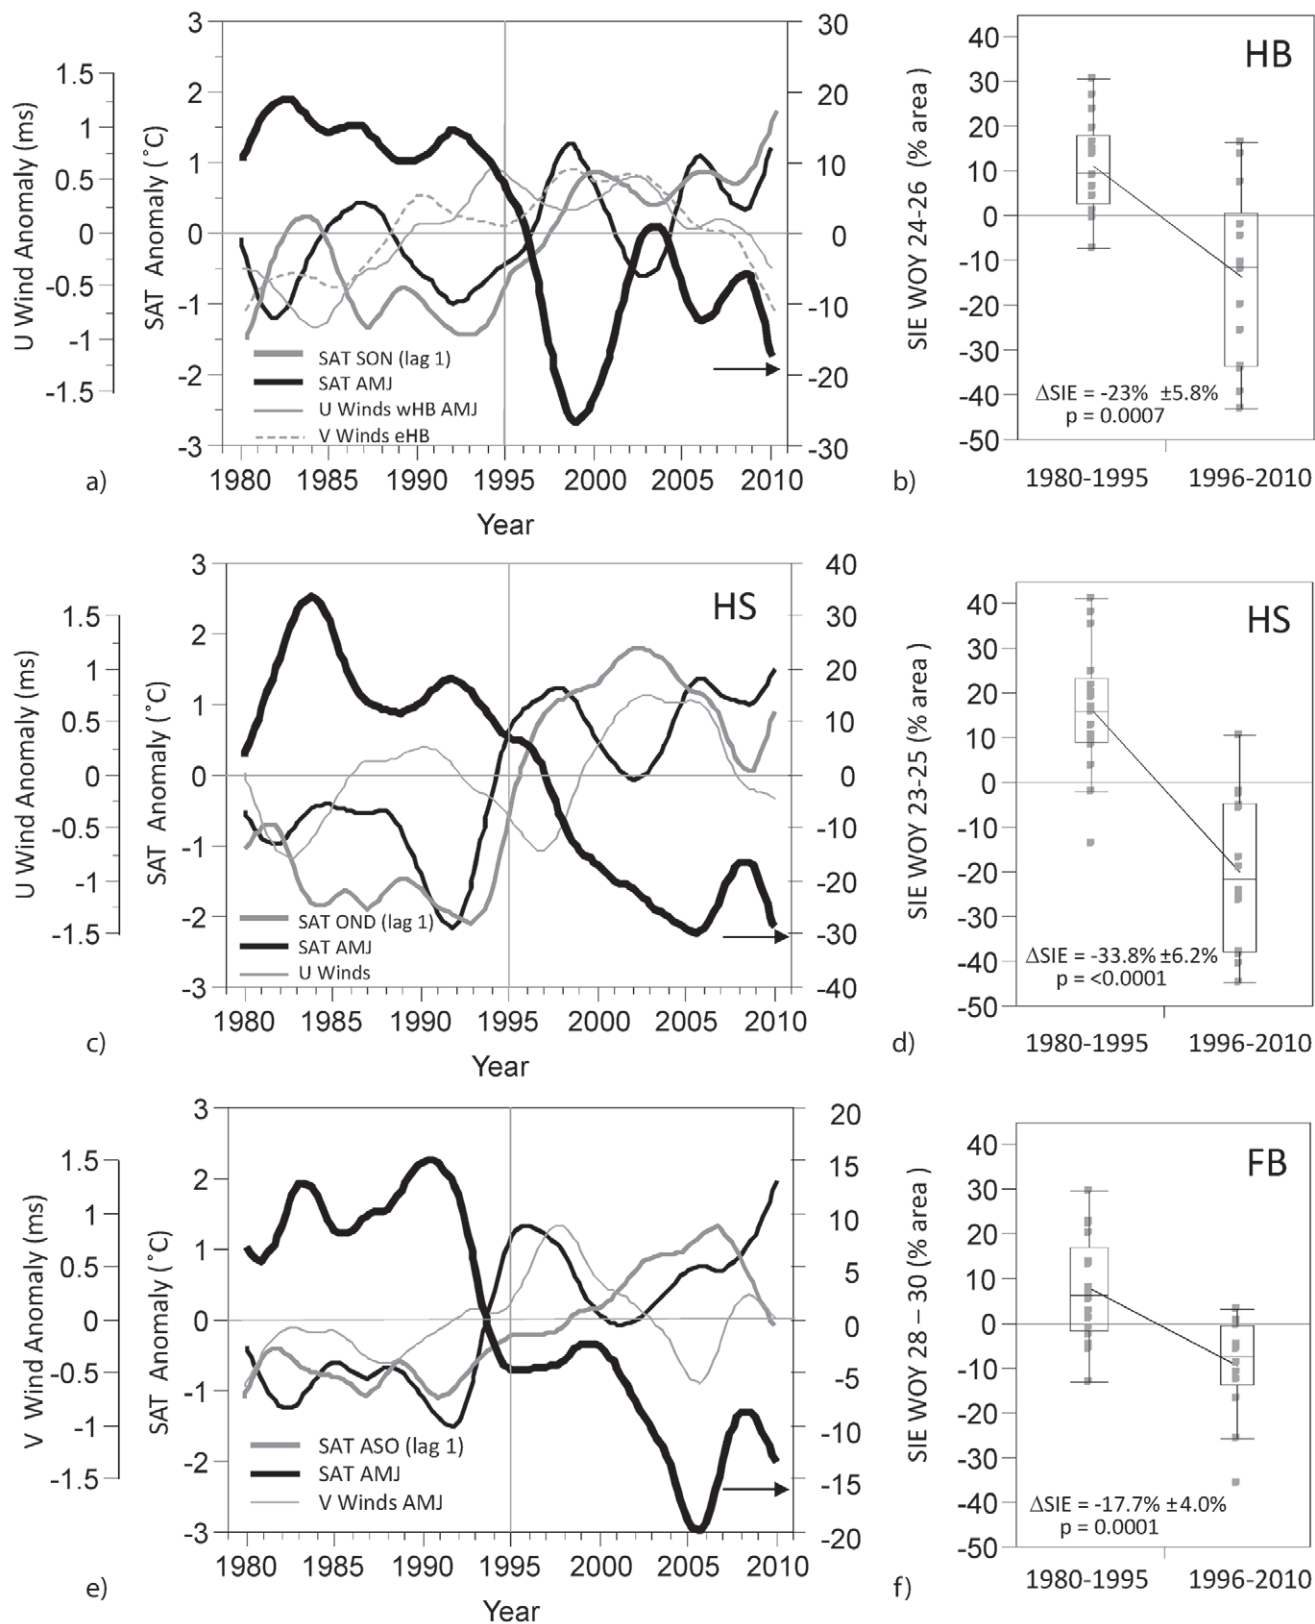 3
2
1
0
-1
-2
-3
30
20
10
0
-10
-20
-30
1.5
1
0.5
0
-0.5
-1
-1.5
U Wind Anomaly (ms)
SAT Anomaly (˚C)
SAT SON (lag 1)
SAT AMJ
U Winds wHB AMJ
V Winds eHB
1980 1985 1990 1995 2000 2005 2010
Year
a)
SIE WOY 24-26 (% area )
40
30
20
10
0
-10
-20
-30
-40
-50
HB
ΔSIE = -23% ±5.8%
p = 0.0007
1980-1995 1996-2010
b)
3
2
1
0
-1
-2
-3
40
30
20
10
0
-10
-20
-30
-40
1.5
1
0.5
0
-0.5
-1
-1.5
U Wind Anomaly (ms)
SAT Anomaly (˚C)
HS
SAT OND (lag 1)
SAT AMJ
U Winds
1980 1985 1990 1995 2000 2005 2010
Year
c)
SIE WOY 23-25 (% area )
40
30
20
10
0
-10
-20
-30
-40
-50
HS
ΔSIE = -33.8% ±6.2%
p = <0.0001
1980-1995 1996-2010
d)
3
2
1
0
-1
-2
-3
20
15
10
5
0
-5
-10
-15
-20
1.5
1
0.5
0
-0.5
-1
-1.5
V Wind Anomaly (ms)
SAT Anomaly (˚C)
SAT ASO (lag 1)
SAT AMJ
V Winds AMJ
1980 1985 1990 1995 2000 2005 2010
Year
e)
SIE WOY 28 – 30 (% area )
40
30
20
10
0
-10
-20
-30
-40
-50
FB
ΔSIE = -17.7% ±4.0%
p = 0.0001
1980-1995 1996-2010
f)